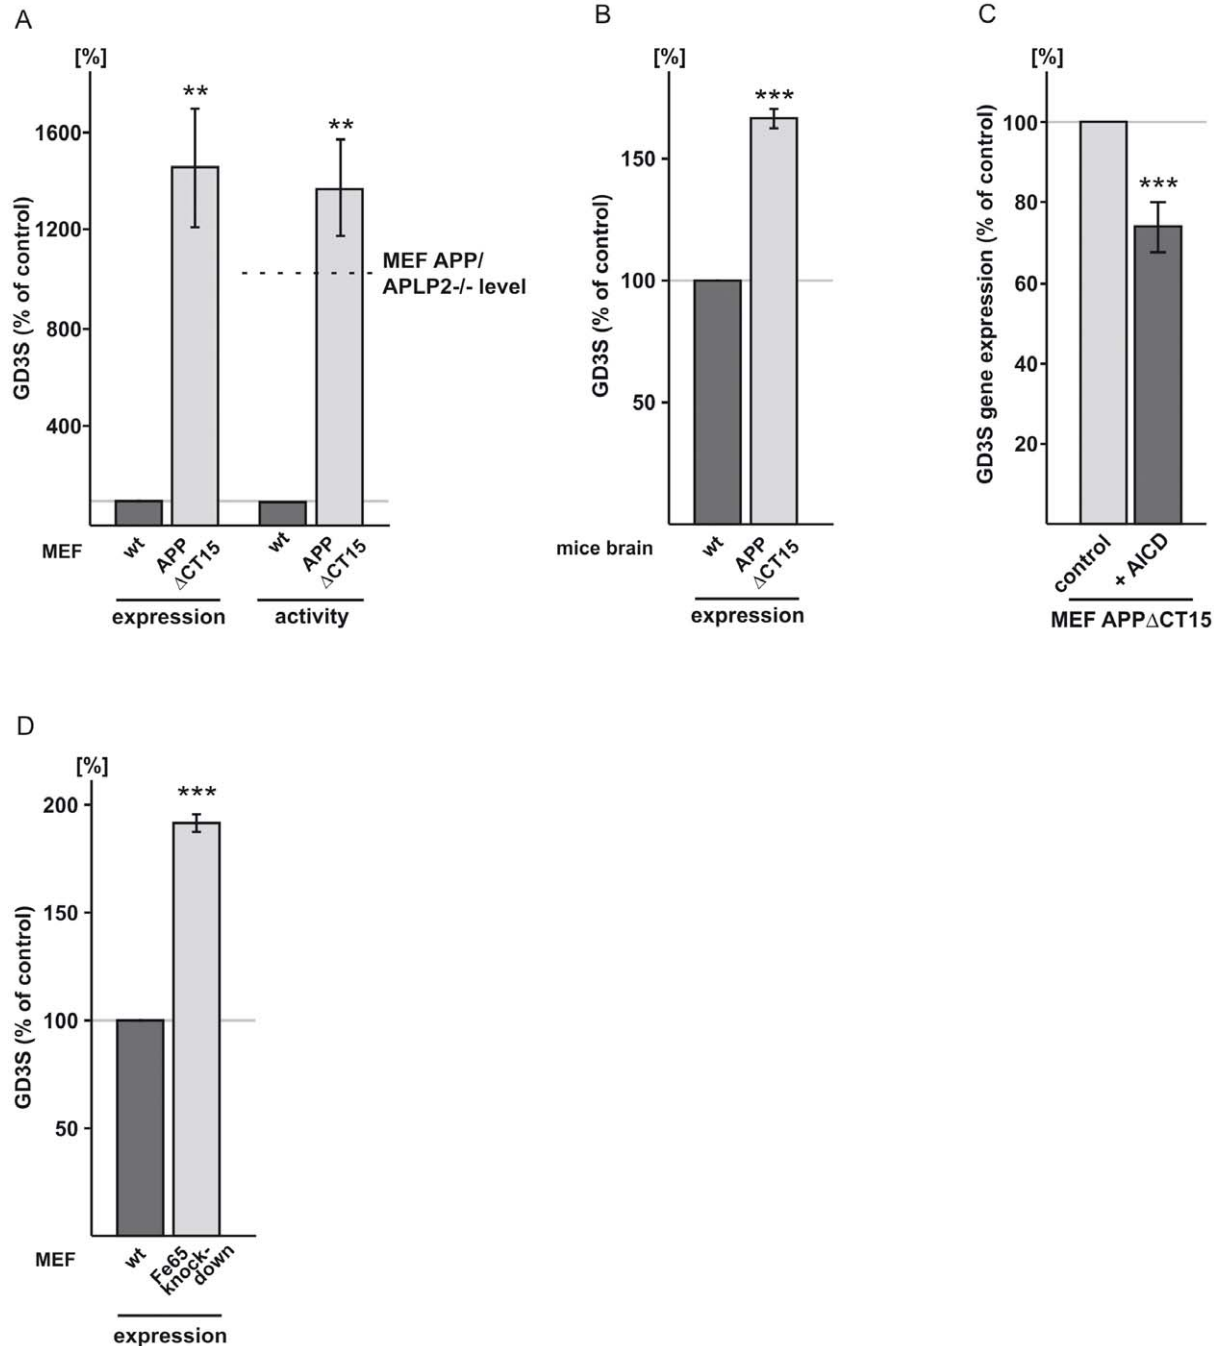 A
[%]
GD3S (% of control)
1600
1200
800
400
**
**
MEF APP/
APLP2-/- level
MEF
wt
APP
ΔCT15
wt
APP
ΔCT15
expression
activity
B
[%]
GD3S (% of control)
150
100
50
***
mice brain
wt
APP
ΔCT15
expression
C
[%]
GD3S gene expression (% of control)
100
80
60
40
20
***
control
+ AICD
MEF APPΔCT15
D
[%]
GD3S (% of control)
200
150
100
50
***
MEF
wt
Fe65
knock-
down
expression